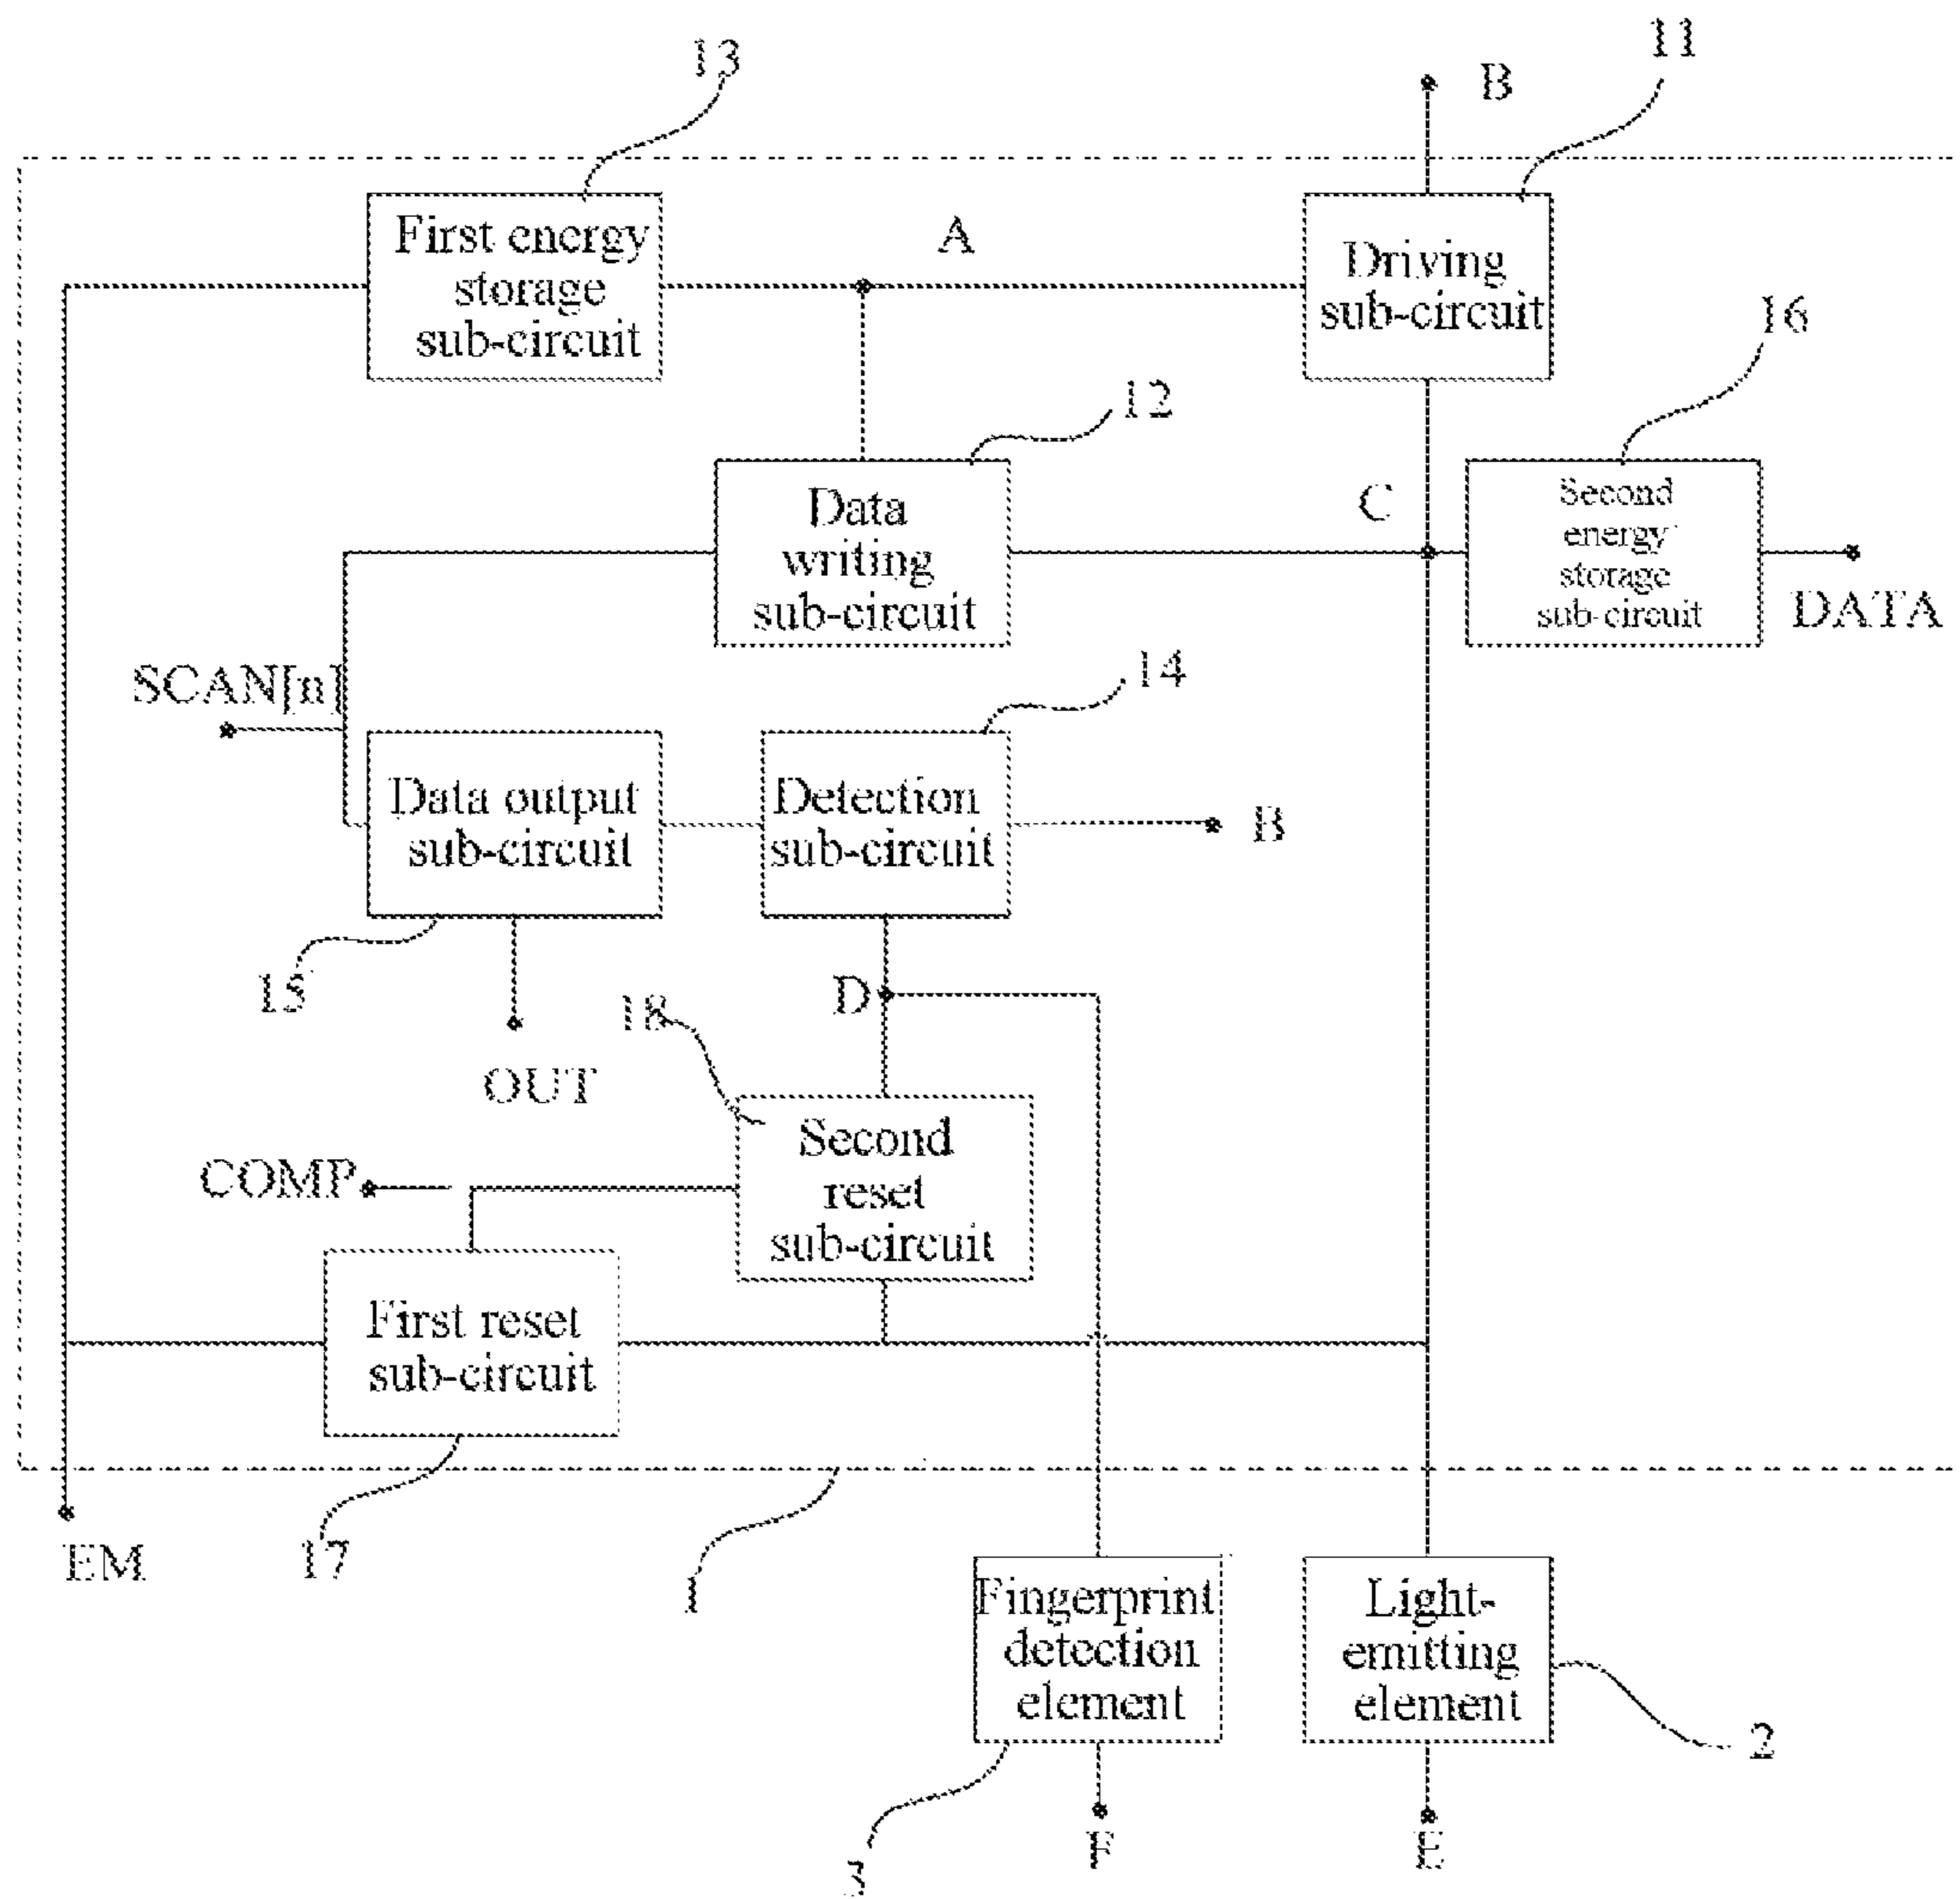 13
11
B
First energy
storage
sub-circuit
A
Driving
sub-circuit
16
12
Data
writing
sub-circuit
C
Second
energy
storage
sub-circuit
DATA
SCAN[n]
14
Data output
sub-circuit
Detection
sub-circuit
B
15
D
18
OUT
Second
reset
sub-circuit
COMP
First reset
sub-circuit
EM
17
1
Fingerprint
detection
element
Light-
emitting
element
2
3
F
E